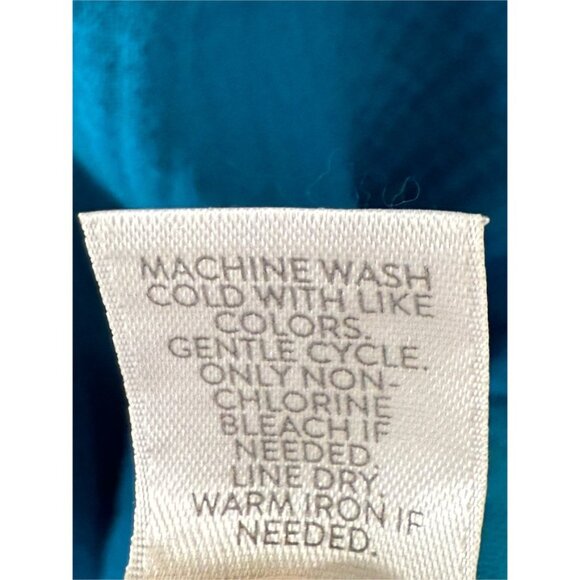 MACHINE WASH
COLD WITH LIKE
COLORS.
GENTLE CYCLE.
ONLY NON-
CHLORINE
BLEACH IF
NEEDED.
LINE DRY.
WARM IRON IF
NEEDED.